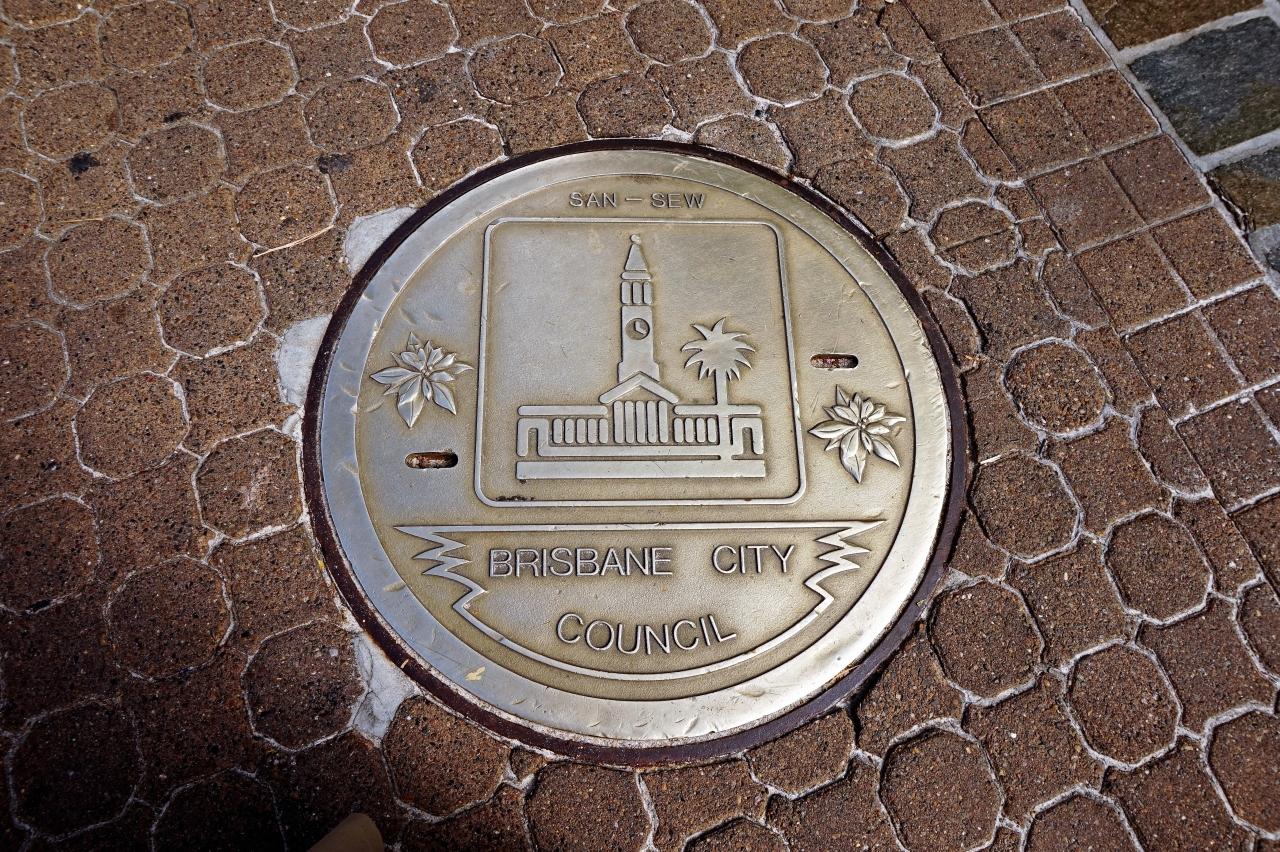 SAN – SEW
BRISBANE CITY
COUNCIL